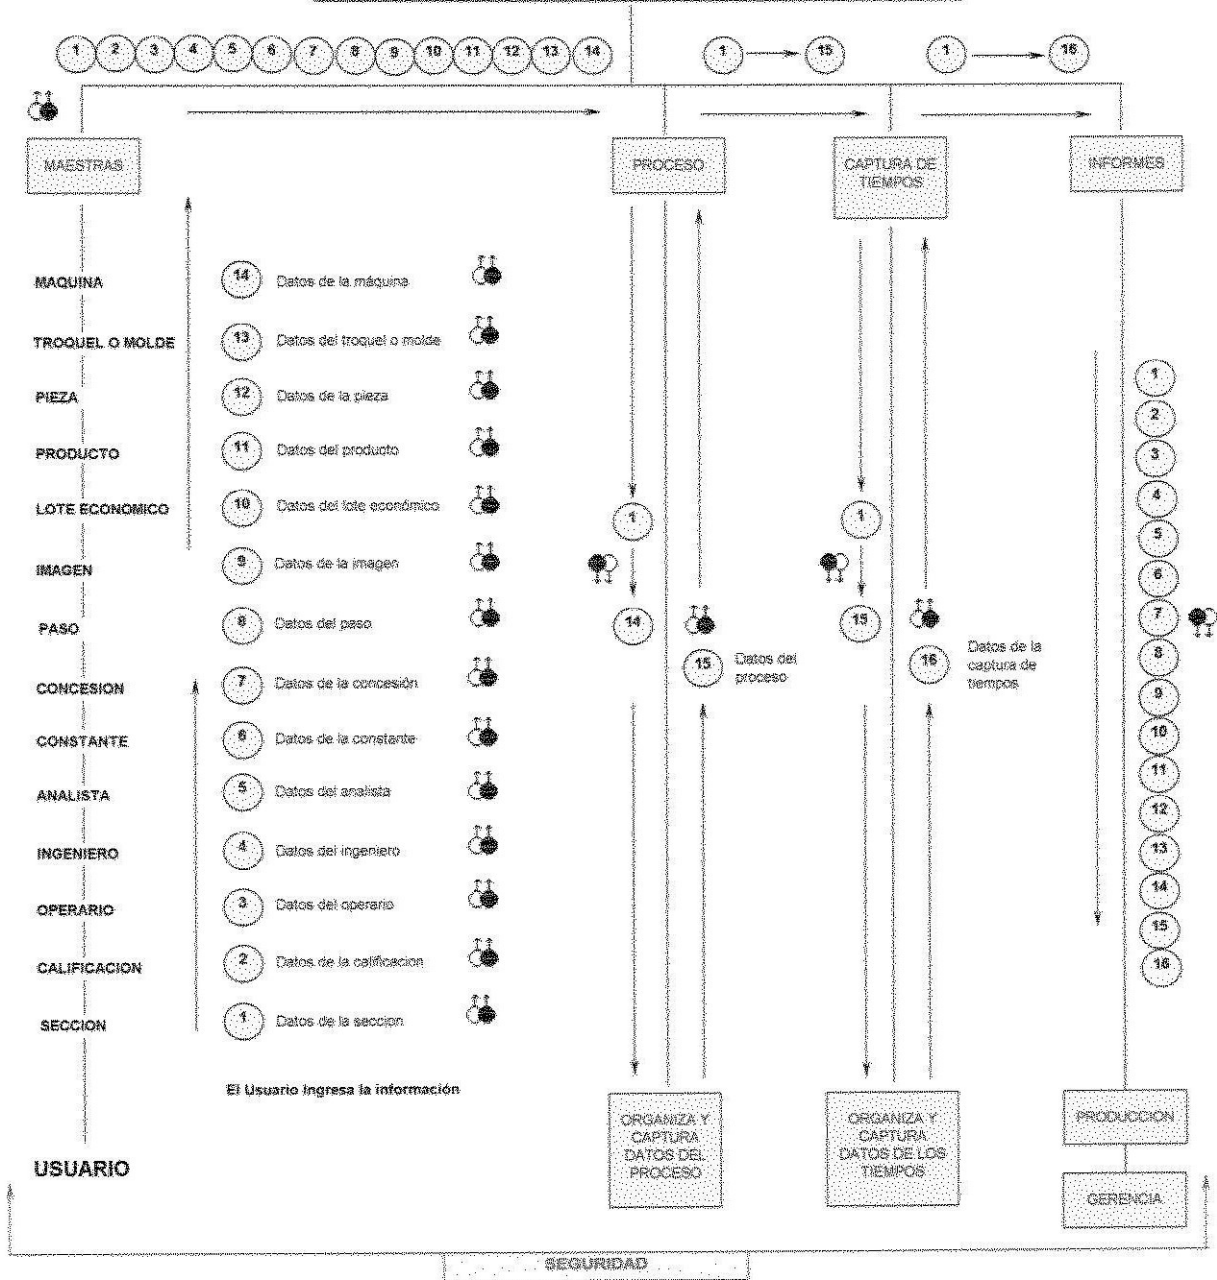 1 2 3 4 5 6 7 8 9 10 11 12 13 14 1 15 1 16
MAESTRAS
PROCESO
CAPTURA DE
TIEMPOS
INFORMES
MAQUINA 14 Datos de la máquina
TROQUEL O MOLDE 13 Datos del troquel o molde
PIEZA 12 Datos de la pieza
PRODUCTO 11 Datos del producto
LOTE ECONOMICO 10 Datos del lote económico
IMAGEN 9 Datos de la imagen
PASO 8 Datos del paso
CONCESION 7 Datos de la concesión
CONSTANTE 6 Datos de la constante
ANALISTA 5 Datos del analista
INGENIERO 4 Datos del ingeniero
OPERARIO 3 Datos del operario
CALIFICACION 2 Datos de la calificacion
SECCION 1 Datos de la seccion
El Usuario Ingresa la información
USUARIO
1
14
15 Datos del
proceso
ORGANIZA Y
CAPTURA
DATOS DEL
PROCESO
1
15
16 Datos de la
captura de
tiempos
ORGANIZA Y
CAPTURA
DATOS DE LOS
TIEMPOS
1
2
3
4
5
6
7
8
9
10
11
12
13
14
15
16
PRODUCCION
GERENCIA
SEGURIDAD